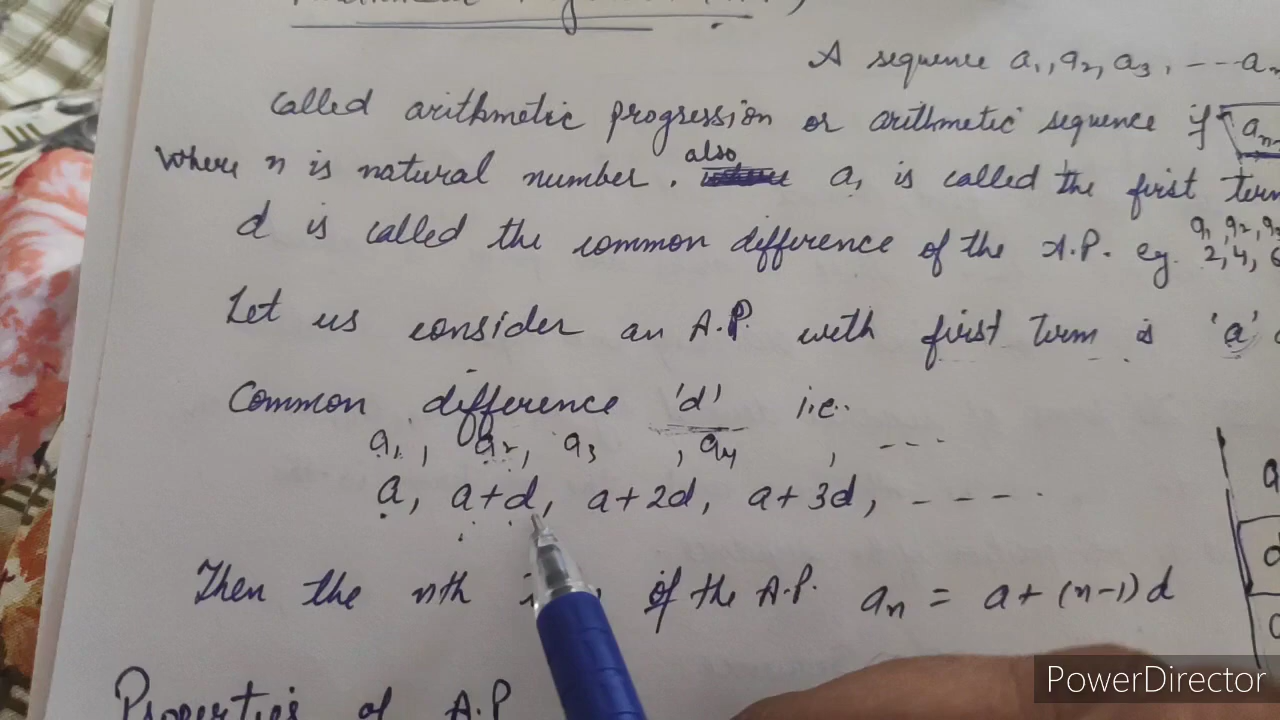 A sequence a₁, a₂, a₃, ---
called arithmetic progression or arithmetic sequence if
where n is natural number. also a₁ is called the first term
d is called the common difference of the A.P. eg. 2, 4,
a₁, a₂, a₃
Let us consider an A.P. with first term is 'a'
Common difference 'd' i.e.
a₁, a₂, a₃, a₄, ---
a, a+d, a+2d, a+3d, ----
Then the nth of the A.P. aₙ = a+(n-1)d
Properties of A.P
PowerDirector